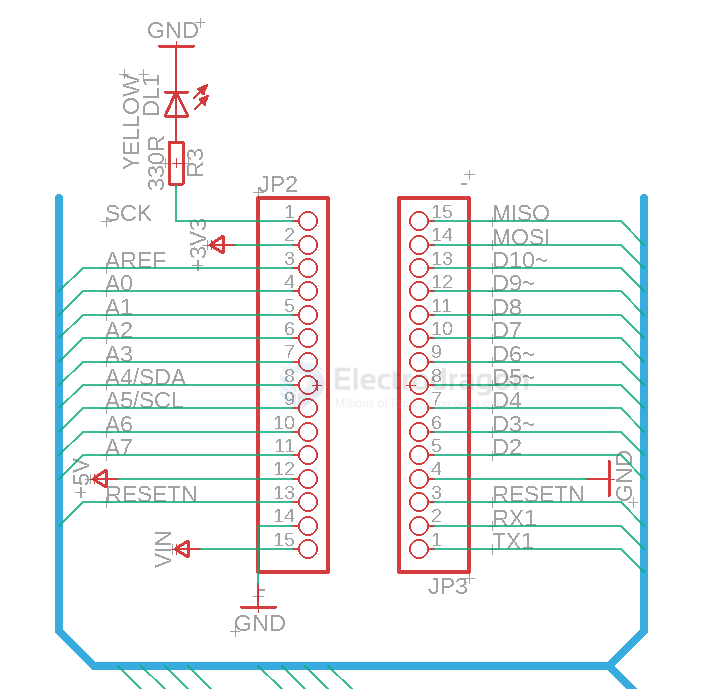 GND
YELLOW
DL1
330R
R3
JP2
SCK
1
+3V3
2
AREF
3
A0
4
A1
5
A2
6
A3
7
A4/SDA
8
A5/SCL
9
A6
10
A7
11
+5V
12
RESETN
13
14
VIN
15
GND
-
15 MISO
14 MOSI
13 D10~
12 D9~
11 D8
10 D7
9 D6~
8 D5~
7 D4
6 D3~
5 D2
4 GND
3 RESETN
2 RX1
1 TX1
JP3
Electrodragon